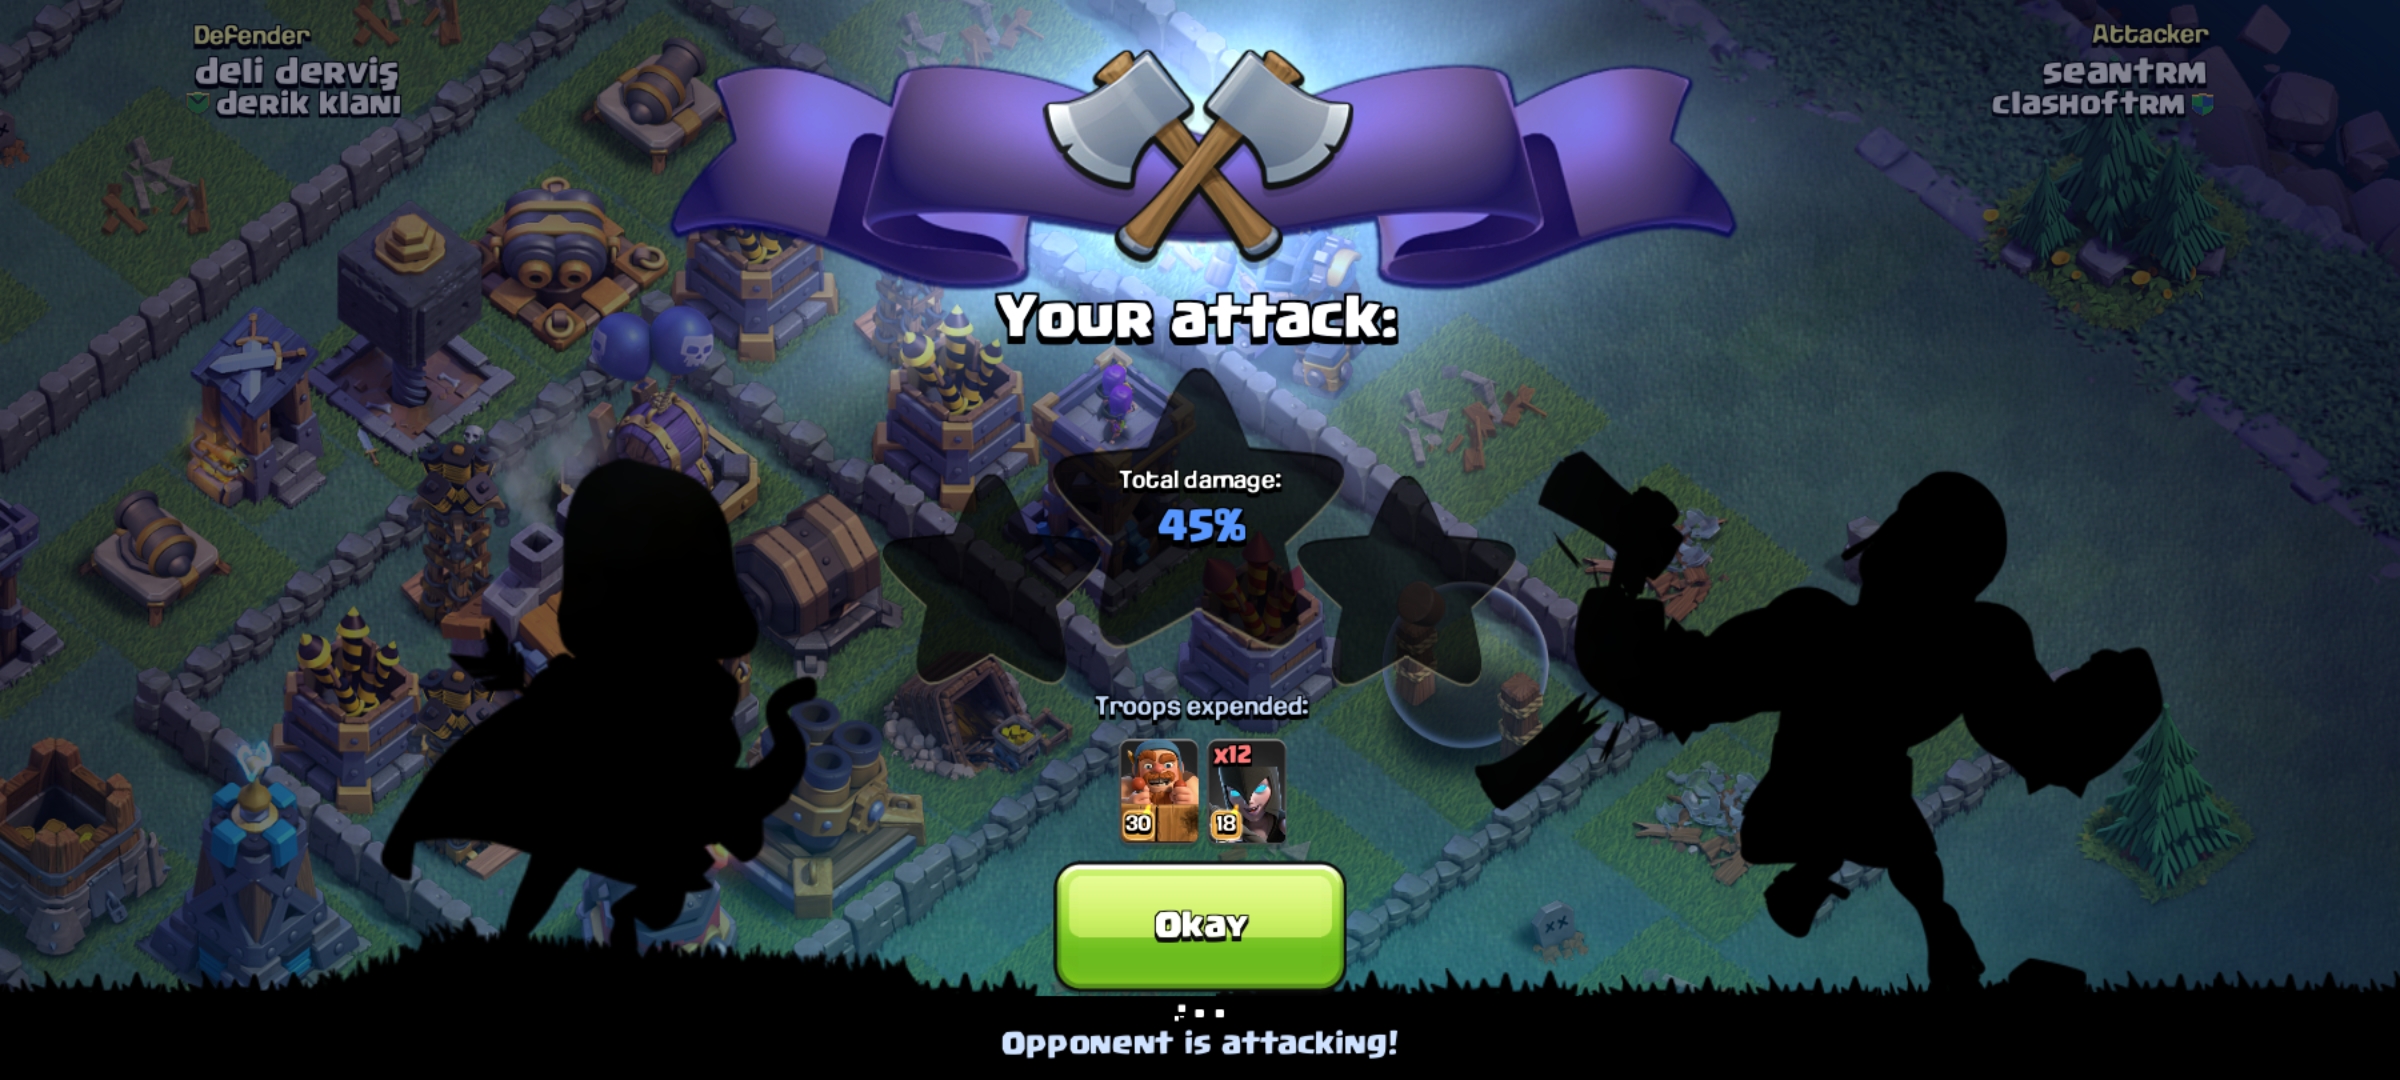 Defender
deli derviş
derik klani
Attacker
seantrm
clashoftrm
Your attack:
Total damage:
45%
Troops expended:
x12
30
18
Okay
Opponent is attacking!